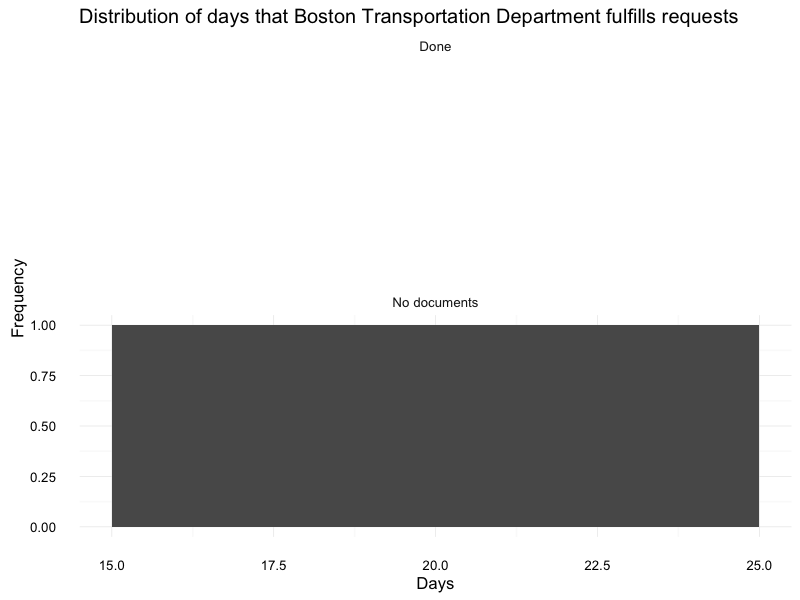 Distribution of days that Boston Transportation Department fulfills requests
Done
No documents
Frequency
1.00
0.75
0.50
0.25
0.00
15.0 17.5 20.0 22.5 25.0
Days